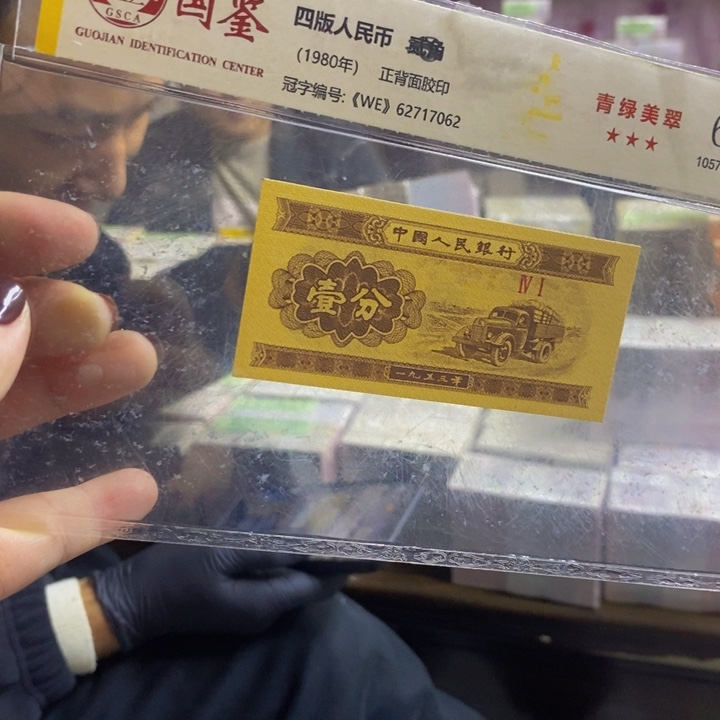 GSCA
国鉴
GUOJIAN IDENTIFICATION CENTER
四版人民币
(1980年) 正背面胶印
冠字编号:《WE》62717062
青绿美翠
★★★
1057
中國人民銀行
IV I
壹分
一九五三年